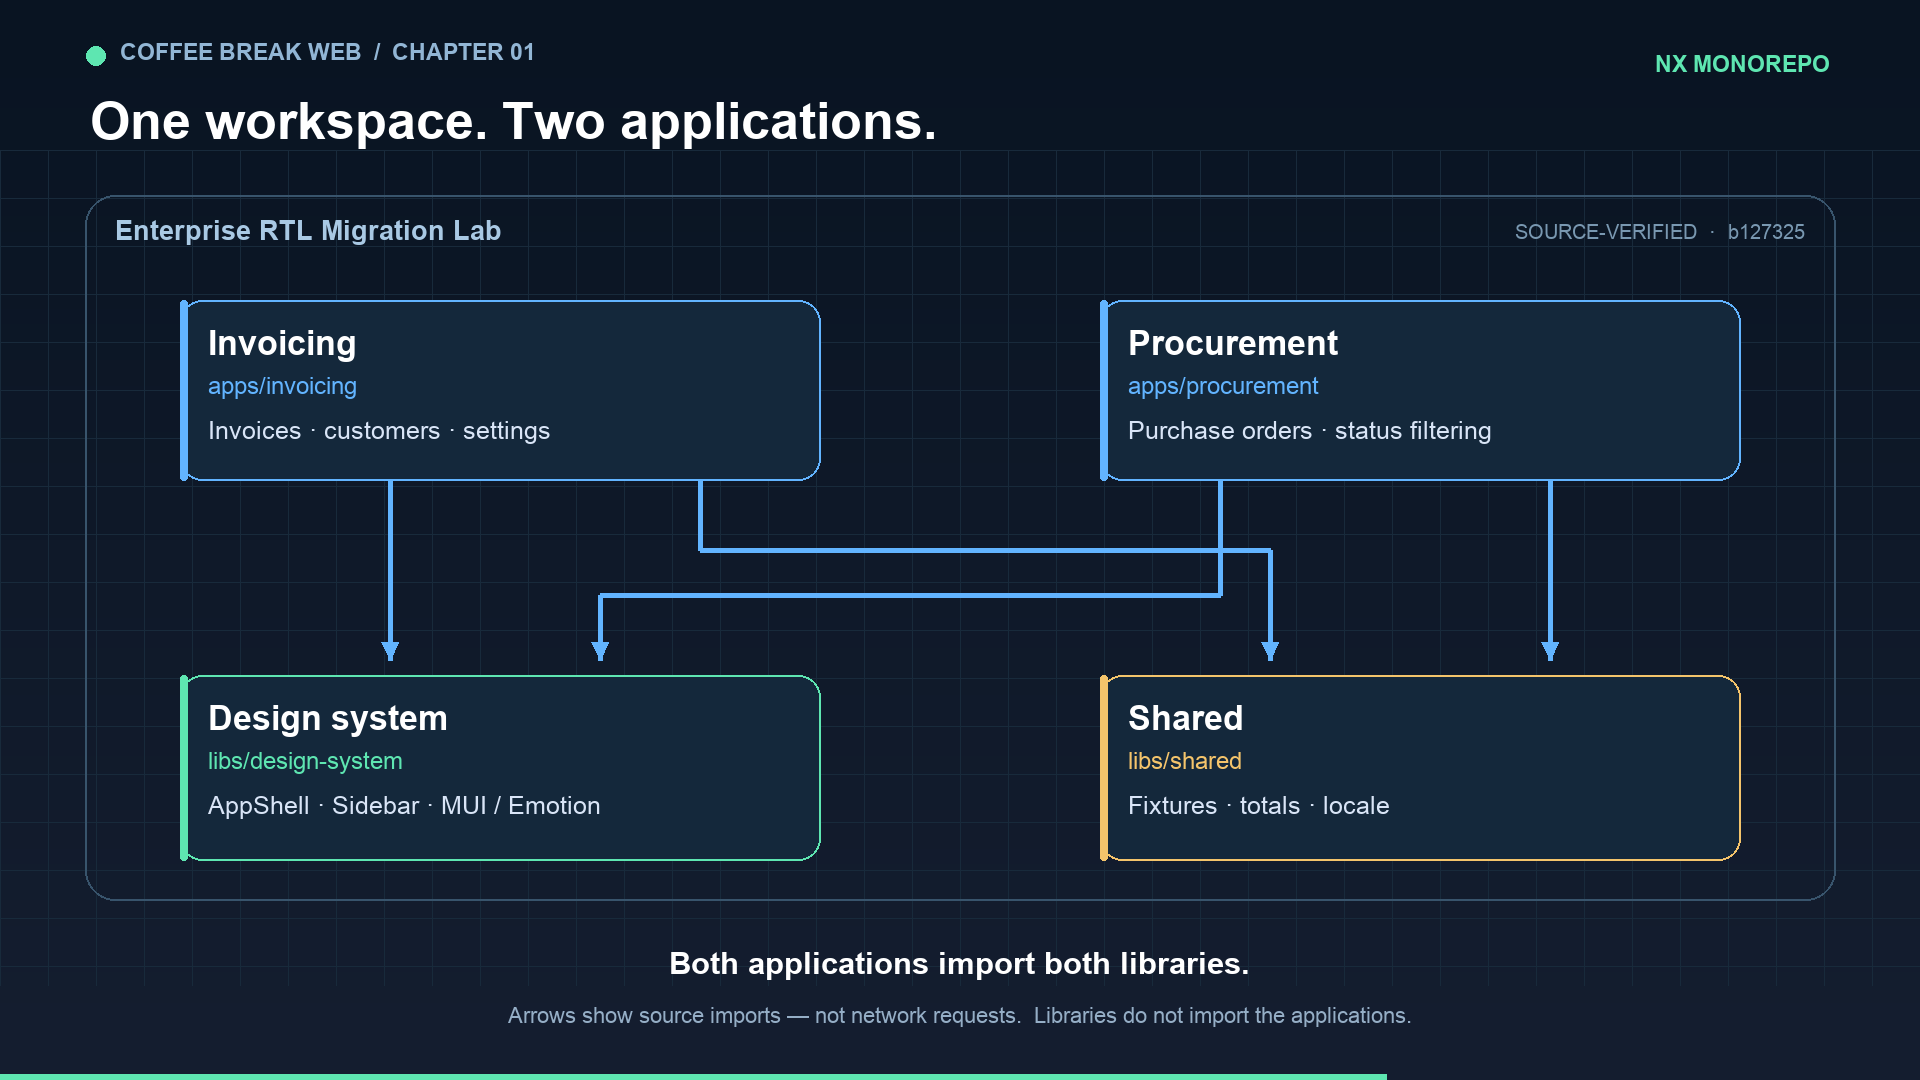 COFFEE BREAK WEB / CHAPTER 01
NX MONOREPO
One workspace. Two applications.
Enterprise RTL Migration Lab
SOURCE-VERIFIED · b127325
Invoicing
apps/invoicing
Invoices · customers · settings
Procurement
apps/procurement
Purchase orders · status filtering
Design system
libs/design-system
AppShell · Sidebar · MUI / Emotion
Shared
libs/shared
Fixtures · totals · locale
Both applications import both libraries.
Arrows show source imports — not network requests. Libraries do not import the applications.